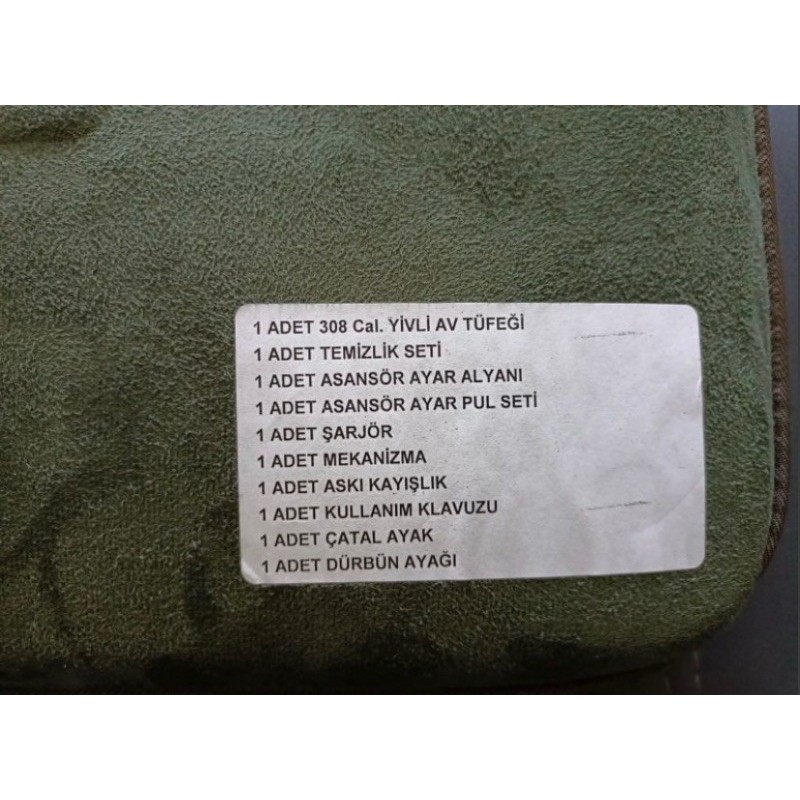 1 ADET 308 Cal. YİVLİ AV TÜFEĞİ
1 ADET TEMİZLİK SETİ
1 ADET ASANSÖR AYAR ALYANI
1 ADET ASANSÖR AYAR PUL SETİ
1 ADET ŞARJÖR
1 ADET MEKANİZMA
1 ADET ASKI KAYIŞLIK
1 ADET KULLANIM KLAVUZU
1 ADET ÇATAL AYAK
1 ADET DÜRBÜN AYAĞI